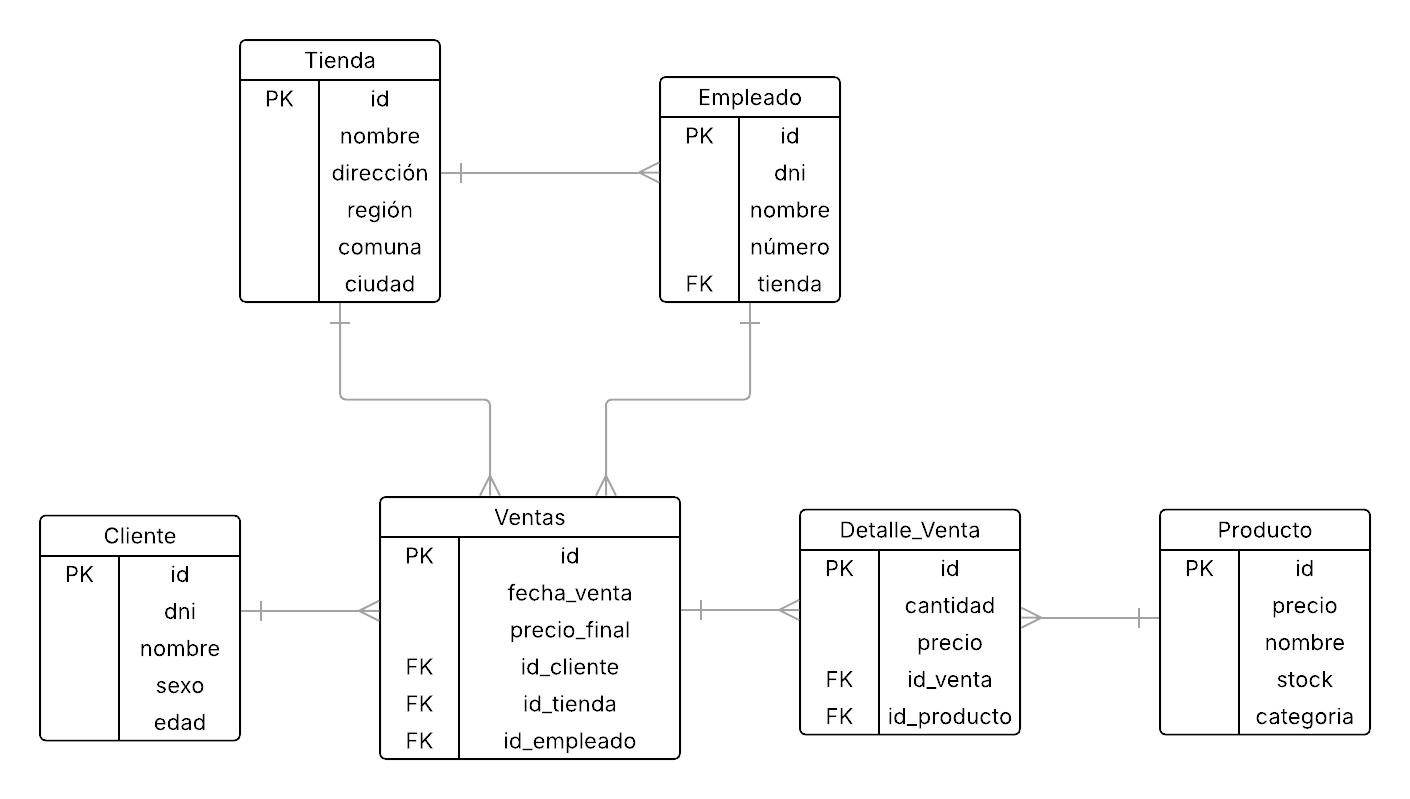 Tienda
PK id
nombre
dirección
región
comuna
ciudad
Empleado
PK id
dni
nombre
número
FK tienda
Cliente
PK id
dni
nombre
sexo
edad
Ventas
PK id
fecha_venta
precio_final
FK id_cliente
FK id_tienda
FK id_empleado
Detalle_Venta
PK id
cantidad
precio
FK id_venta
FK id_producto
Producto
PK id
precio
nombre
stock
categoria